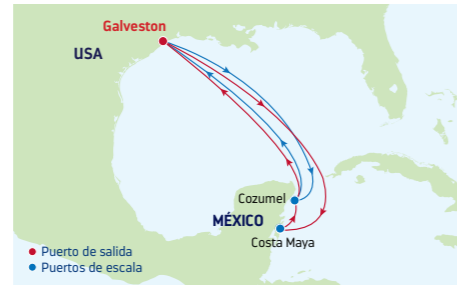 Galveston
USA
Cozumel
MÉXICO
Costa Maya
Puerto de salida
Puertos de escala